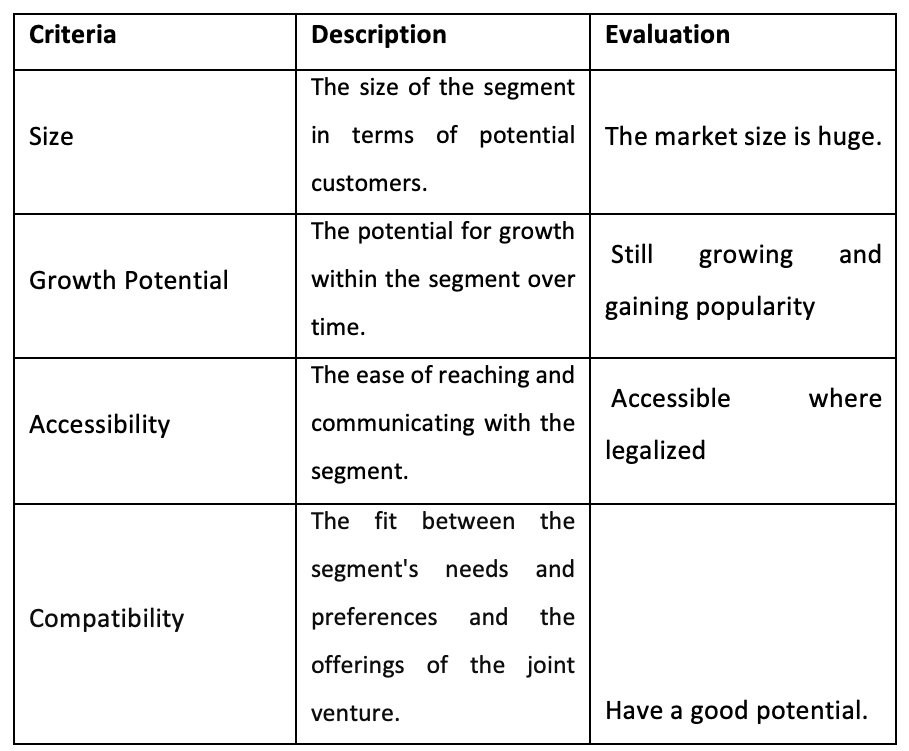 Criteria
Description
Evaluation
Size
The size of the segment
in terms of potential
customers.
The market size is huge.
Growth Potential
The potential for growth
within the segment over
time.
Still growing and
gaining popularity
Accessibility
The ease of reaching and
communicating with the
segment.
Accessible where
legalized
Compatibility
The fit between the
segment's needs and
preferences and the
offerings of the joint
venture.
Have a good potential.